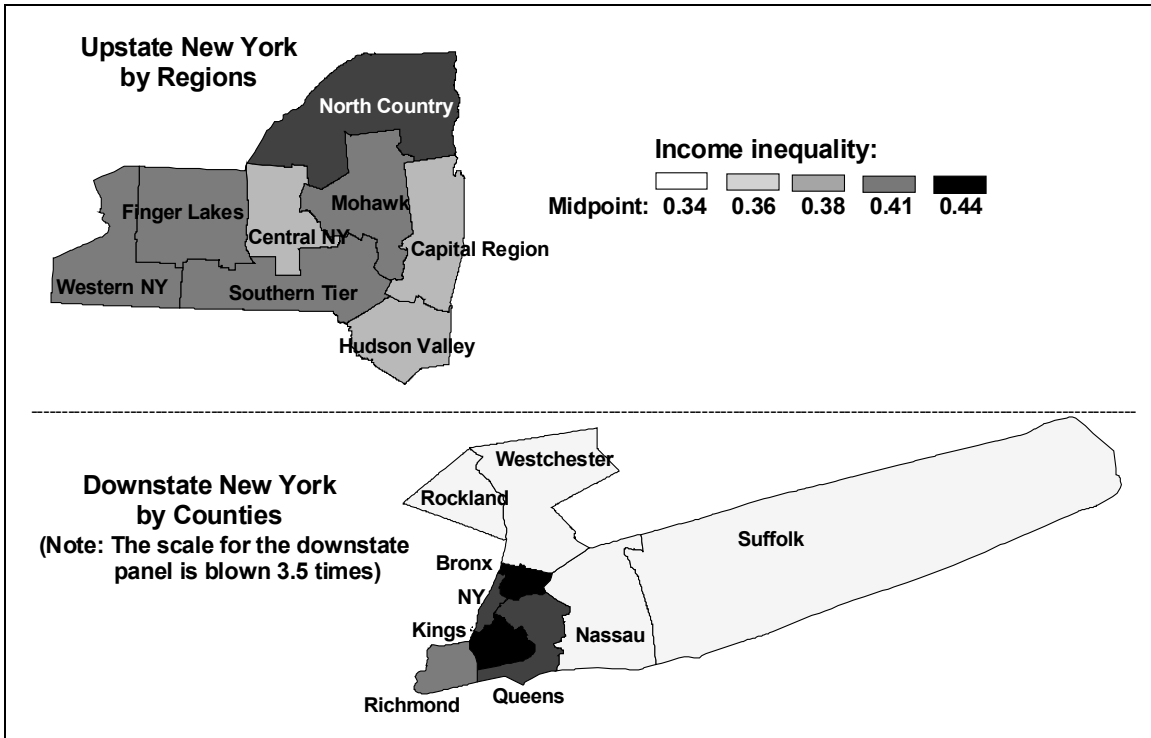 Upstate New York
by Regions
North Country
Income inequality:
Midpoint: 0.34 0.36 0.38 0.41 0.44
Finger Lakes
Mohawk
Central NY
Capital Region
Western NY
Southern Tier
Hudson Valley
Downstate New York
by Counties
(Note: The scale for the downstate
panel is blown 3.5 times)
Westchester
Rockland
Suffolk
Bronx
NY
Kings
Nassau
Queens
Richmond